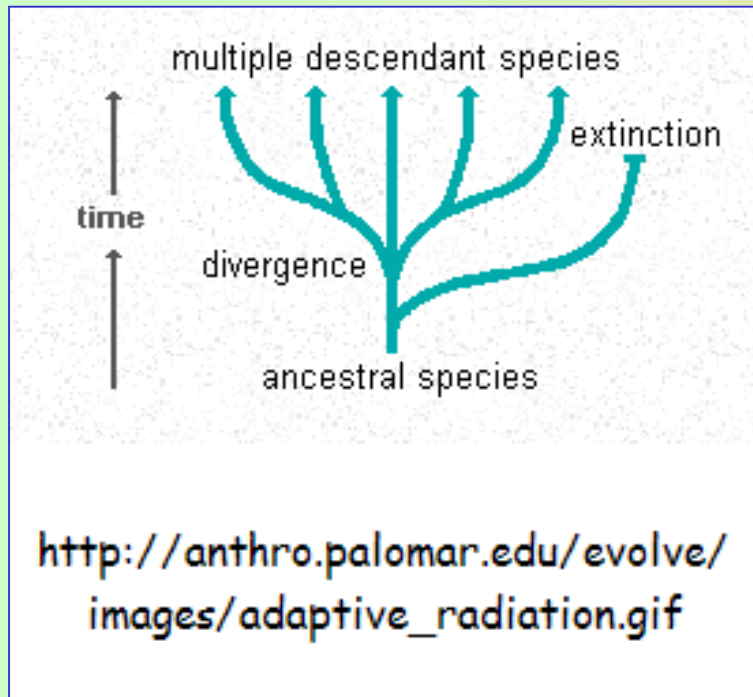 multiple descendant species
extinction
time
divergence
ancestral species
http://anthro.palomar.edu/evolve/
images/adaptive_radiation.gif